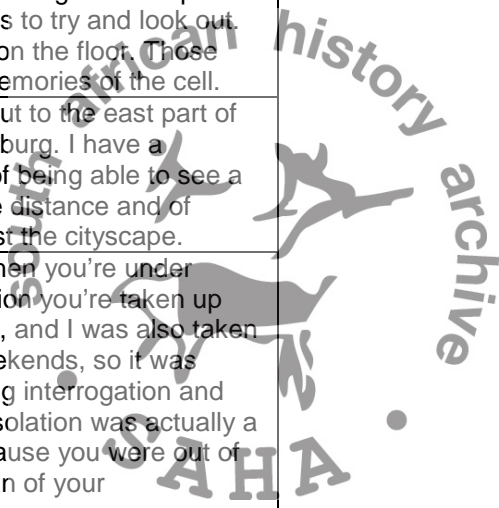 s to try and look out.
on the floor. Those
emories of the cell.
ut to the east part of
burg. I have a
of being able to see a
e distance and of
st the cityscape.
hen you're under
ion you're taken up
, and I was also taken
ekends, so it was
g interrogation and
solation was actually a
ause you were out of
n of your
south african history archive
SAHA